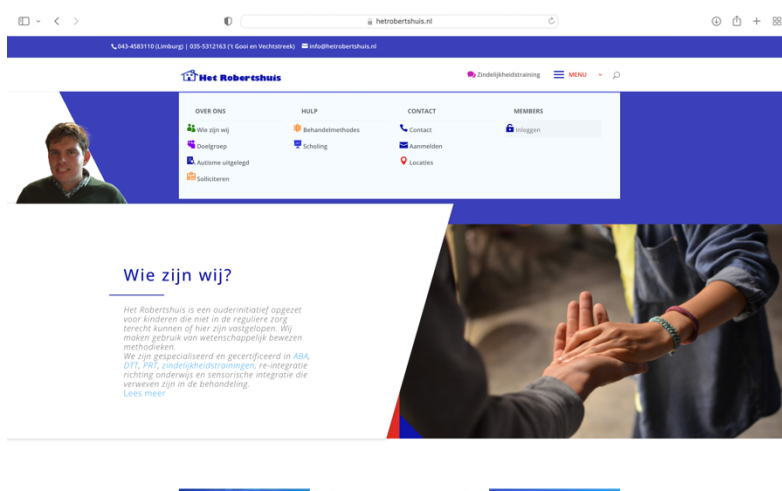 hetrobertshuis.nl
043-4583110 (Limburg) | 035-5312163 ('t Gooi en Vechtstreek) info@hetrobertshuis.nl
Het Robertshuis
Zindelijkheidstraining
MENU
OVER ONS
Wie zijn wij
Doelgroep
Autisme uitgelegd
Solliciteren
HULP
Behandelmethodes
Scholing
CONTACT
Contact
Aanmelden
Locaties
MEMBERS
Inloggen
Wie zijn wij?
Het Robertshuis is een ouderinitiatief opgezet
voor kinderen die niet in de reguliere zorg
terecht kunnen of hier zijn vastgelopen. Wij
maken gebruik van wetenschappelijk bewezen
methodieken.
We zijn gespecialiseerd en gecertificeerd in ABA,
DTT, PRT, zindelijkheidstrainingen, re-integratie
richting onderwijs en sensorische integratie die
verweven zijn in de behandeling.
Lees meer